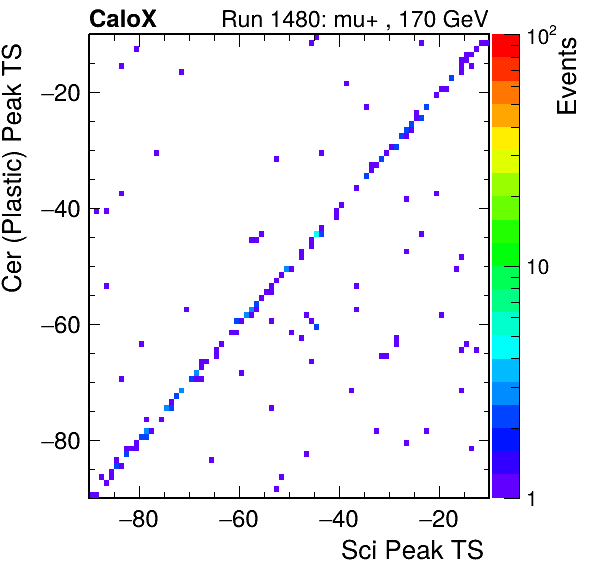 CaloX Run 1480: mu+ , 170 GeV
Cer (Plastic) Peak TS
−20
−40
−60
−80
−80 −60 −40 −20
Sci Peak TS
10²
10
1
Events